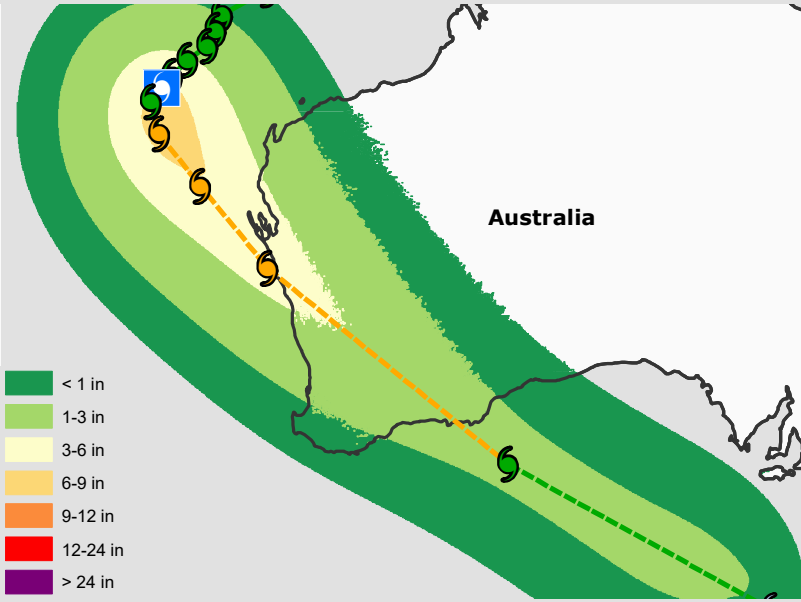 Australia
< 1 in
1-3 in
3-6 in
6-9 in
9-12 in
12-24 in
> 24 in